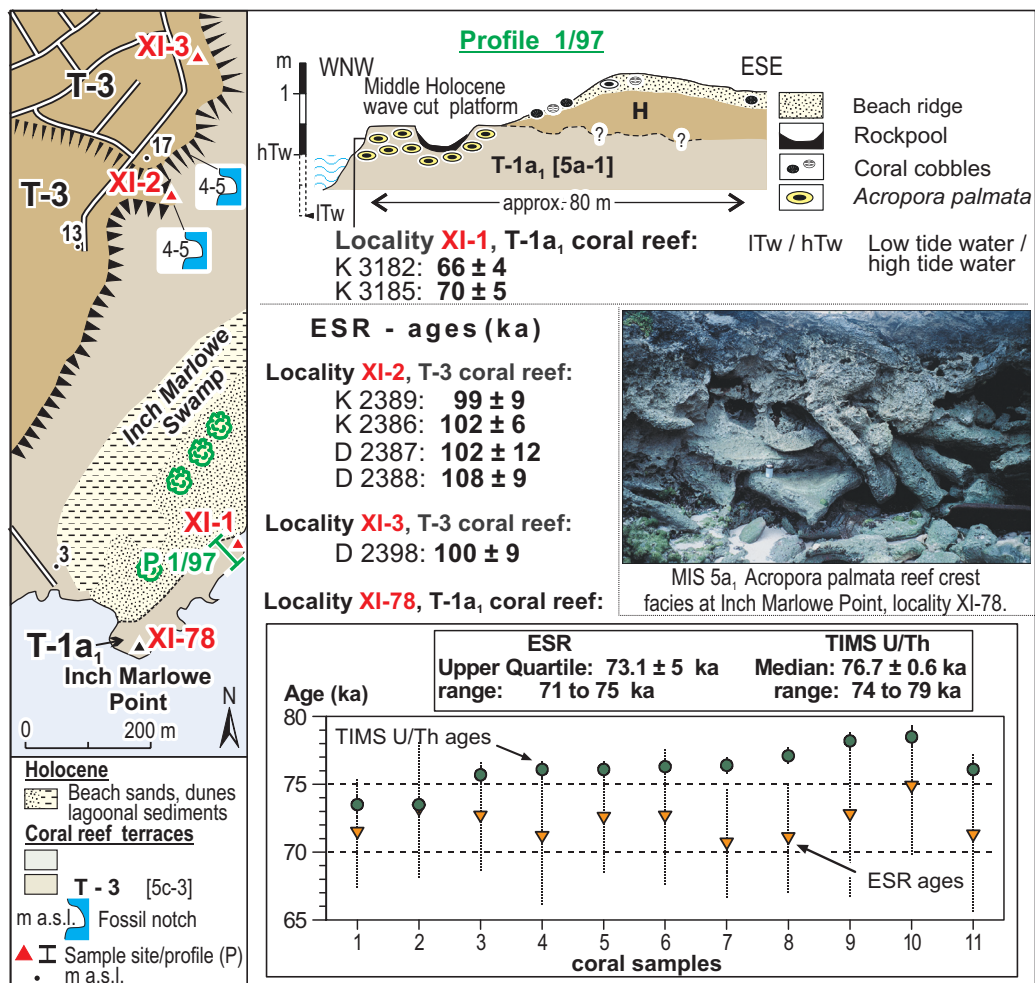 XI-3
T-3
17
XI-2
4-5
T-3
13
4-5
Inch Marlowe
Swamp
XI-1
3
P 1/97
T-1a₁
XI-78
Inch Marlowe
Point
N
0 200 m
Holocene
Beach sands, dunes
lagoonal sediments
Coral reef terraces
T - 3 [5c-3]
m a.s.l. Fossil notch
Sample site/profile (P)
m a.s.l.
Profile 1/97
m WNW ESE
Middle Holocene
wave cut platform
1
H
? ?
hTw
T-1a₁ [5a-1]
lTw
approx. 80 m
Beach ridge
Rockpool
Coral cobbles
Acropora palmata
lTw / hTw Low tide water /
high tide water
Locality XI-1, T-1a₁ coral reef:
K 3182: 66 ± 4
K 3185: 70 ± 5
ESR - ages (ka)
Locality XI-2, T-3 coral reef:
K 2389: 99 ± 9
K 2386: 102 ± 6
D 2387: 102 ± 12
D 2388: 108 ± 9
Locality XI-3, T-3 coral reef:
D 2398: 100 ± 9
MIS 5a₁ Acropora palmata reef crest
facies at Inch Marlowe Point, locality XI-78.
Locality XI-78, T-1a₁ coral reef:
ESR
Upper Quartile: 73.1 ± 5 ka
range: 71 to 75 ka
TIMS U/Th
Median: 76.7 ± 0.6 ka
range: 74 to 79 ka
Age (ka)
80
TIMS U/Th ages
75
70
ESR ages
65
1 2 3 4 5 6 7 8 9 10 11
coral samples